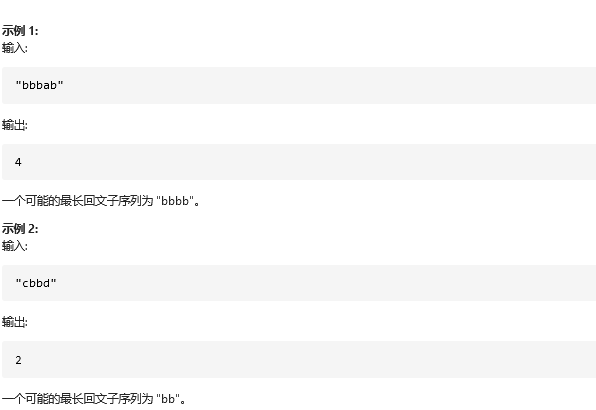 示例 1:
输入:
"bbbab"
输出:
4
一个可能的最长回文子序列为 "bbbb"。
示例 2:
输入:
"cbbd"
输出:
2
一个可能的最长回文子序列为 "bb"。